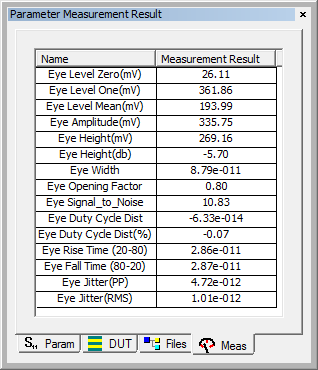 Parameter Measurement Result
Name Measurement Result
Eye Level Zero(mV) 26.11
Eye Level One(mV) 361.86
Eye Level Mean(mV) 193.99
Eye Amplitude(mV) 335.75
Eye Height(mV) 269.16
Eye Height(db) -5.70
Eye Width 8.79e-011
Eye Opening Factor 0.80
Eye Signal_to_Noise 10.83
Eye Duty Cycle Dist -6.33e-014
Eye Duty Cycle Dist(%) -0.07
Eye Rise Time (20-80) 2.86e-011
Eye Fall Time (80-20) 2.87e-011
Eye Jitter(PP) 4.72e-012
Eye Jitter(RMS) 1.01e-012
S11 Param DUT Files Meas